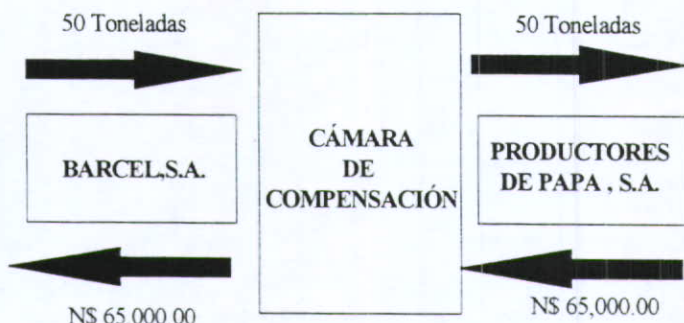 50 Toneladas
50 Toneladas
BARCEL,S.A.
CÁMARA
DE
COMPENSACIÓN
PRODUCTORES
DE PAPA , S.A.
N$ 65,000.00
N$ 65,000.00